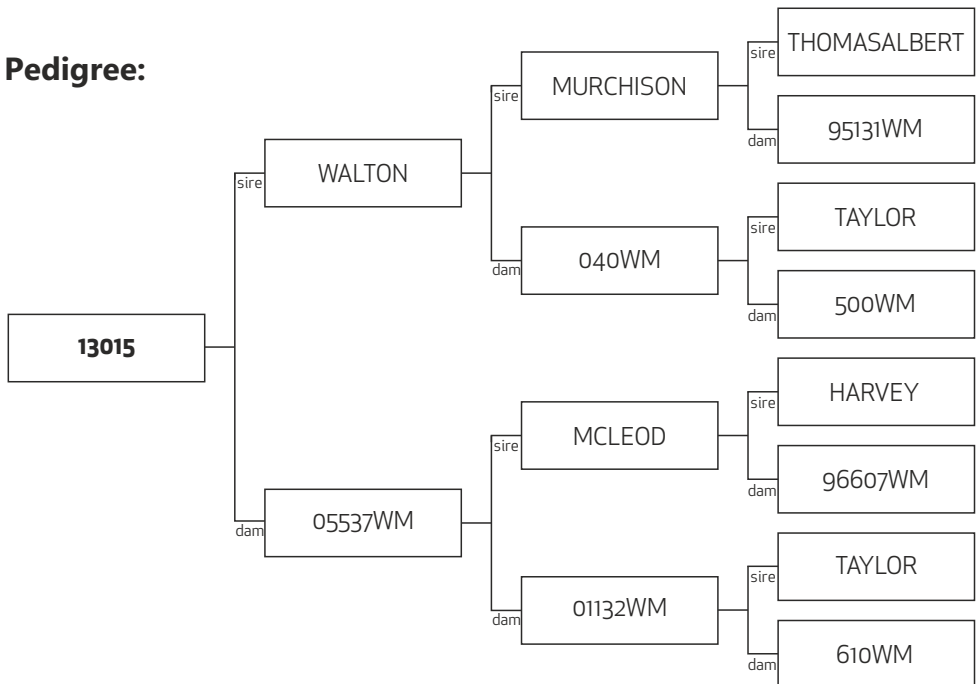 Pedigree:
13015
sire
WALTON
dam
05537WM
sire
MURCHISON
dam
040WM
sire
MCLEOD
dam
01132WM
sire
THOMASALBERT
dam
95131WM
sire
TAYLOR
dam
500WM
sire
HARVEY
dam
96607WM
sire
TAYLOR
dam
610WM